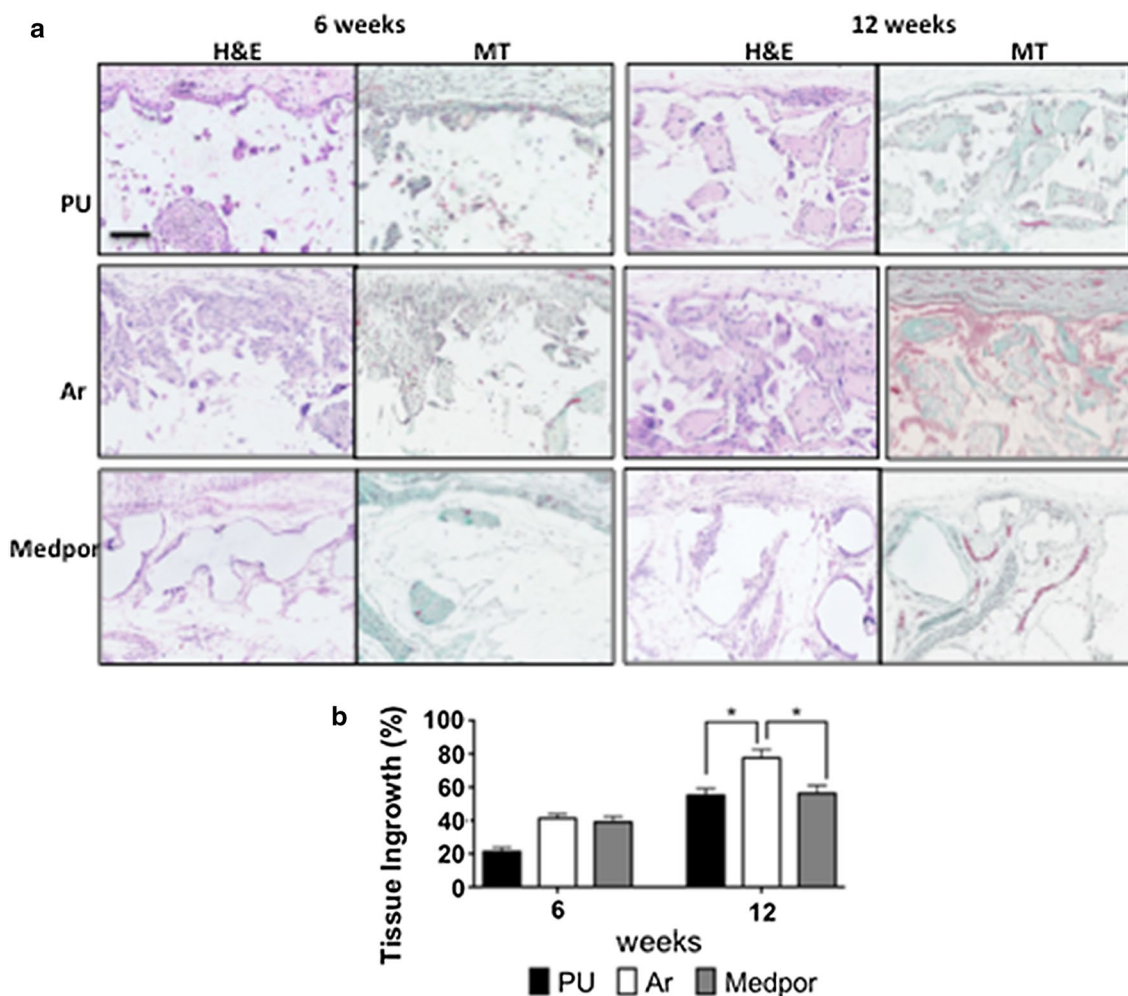 a
6 weeks 12 weeks
H&E MT H&E MT
PU
Ar
Medpor
b
Tissue Ingrowth (%)
100
80
60
40
20
0
* *
6 12
weeks
PU Ar Medpor